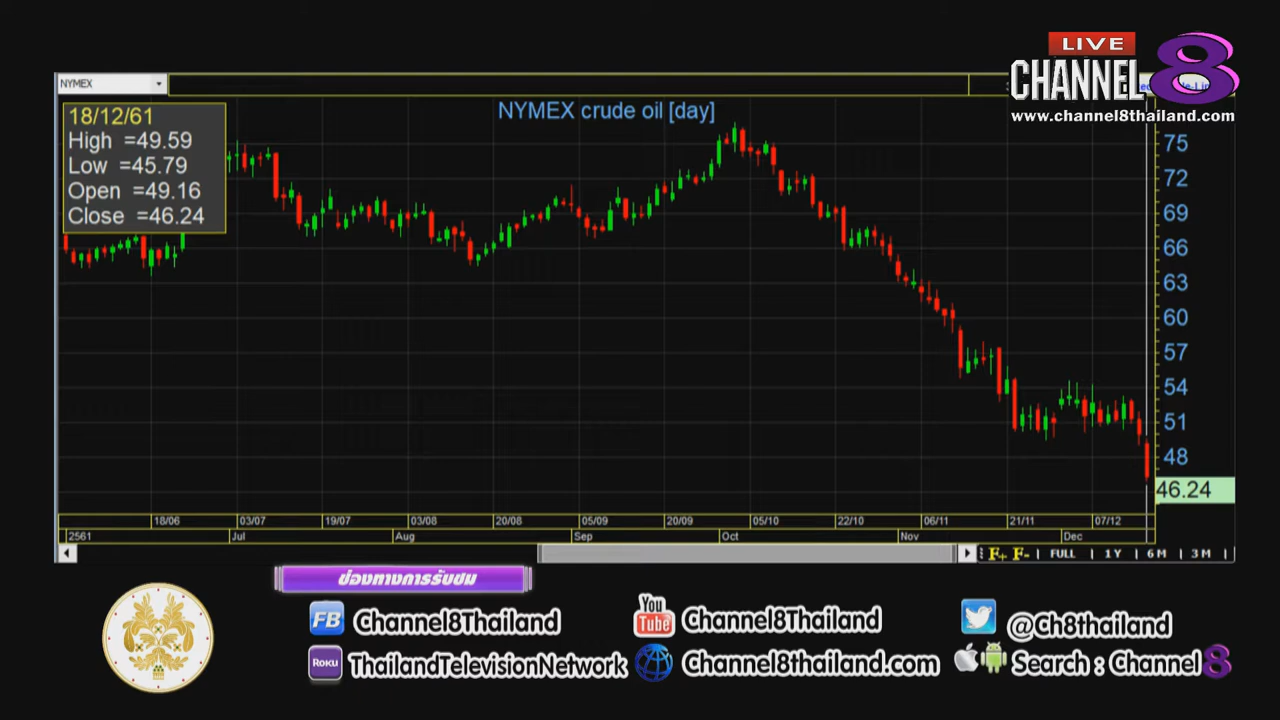 LIVE
CHANNEL 8
www.channel8thailand.com
NYMEX
NYMEX crude oil [day]
18/12/61
High =49.59
Low =45.79
Open =49.16
Close =46.24
75
72
69
66
63
60
57
54
51
48
46.24
18/06 03/07 19/07 03/08 20/08 05/09 20/09 05/10 22/10 06/11 21/11 07/12
2561 Jul Aug Sep Oct Nov Dec
F+ F- FULL 1Y 6M 3M
ช่องทางการรับชม
FB Channel8Thailand
You Tube Channel8Thailand
@Ch8thailand
Roku ThailandTelevisionNetwork
Channel8thailand.com
Search : Channel 8